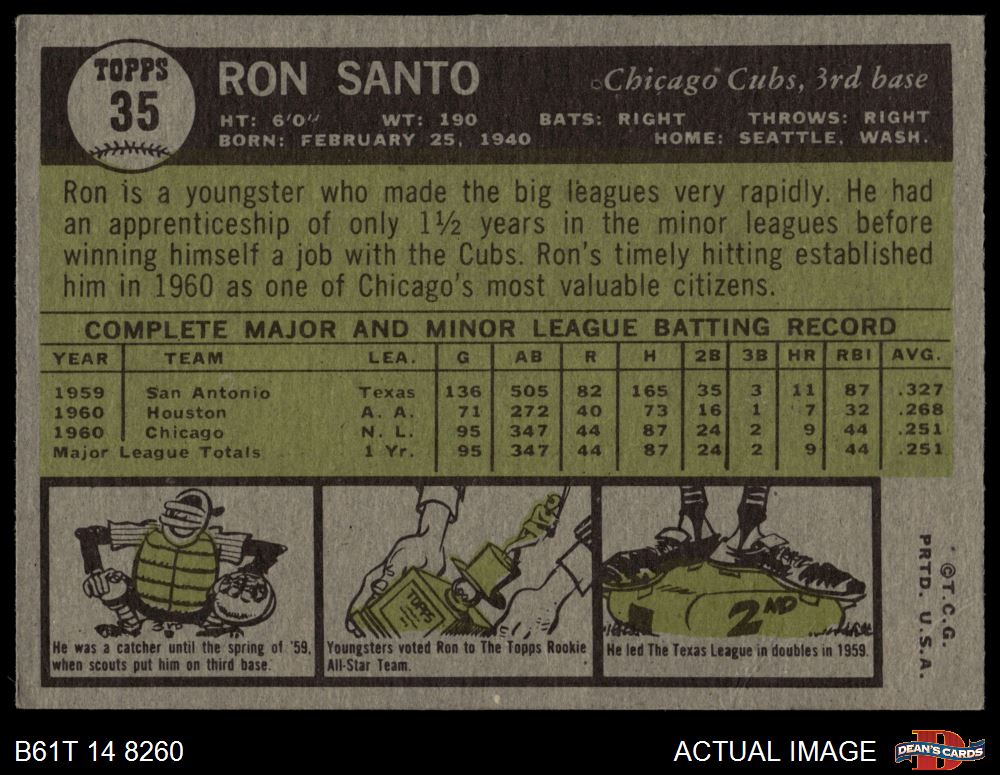 TOPPS
35
RON SANTO
Chicago Cubs, 3rd base
HT: 6'0" WT: 190 BATS: RIGHT THROWS: RIGHT
BORN: FEBRUARY 25, 1940 HOME: SEATTLE, WASH.
Ron is a youngster who made the big leagues very rapidly. He had
an apprenticeship of only 1½ years in the minor leagues before
winning himself a job with the Cubs. Ron's timely hitting established
him in 1960 as one of Chicago's most valuable citizens.
COMPLETE MAJOR AND MINOR LEAGUE BATTING RECORD
YEAR TEAM LEA. G AB R H 2B 3B HR RBI AVG.
1959 San Antonio Texas 136 505 82 165 35 3 11 87 .327
1960 Houston A. A. 71 272 40 73 16 1 7 32 .268
1960 Chicago N. L. 95 347 44 87 24 2 9 44 .251
Major League Totals 1 Yr. 95 347 44 87 24 2 9 44 .251
3rd
He was a catcher until the spring of '59,
when scouts put him on third base.
TOPPS
Youngsters voted Ron to The Topps Rookie
All-Star Team.
2ND
He led The Texas League in doubles in 1959.
©T.C.G.
PRTD. U.S.A.
B61T 14 8260
ACTUAL IMAGE
D
DEAN'S CARDS